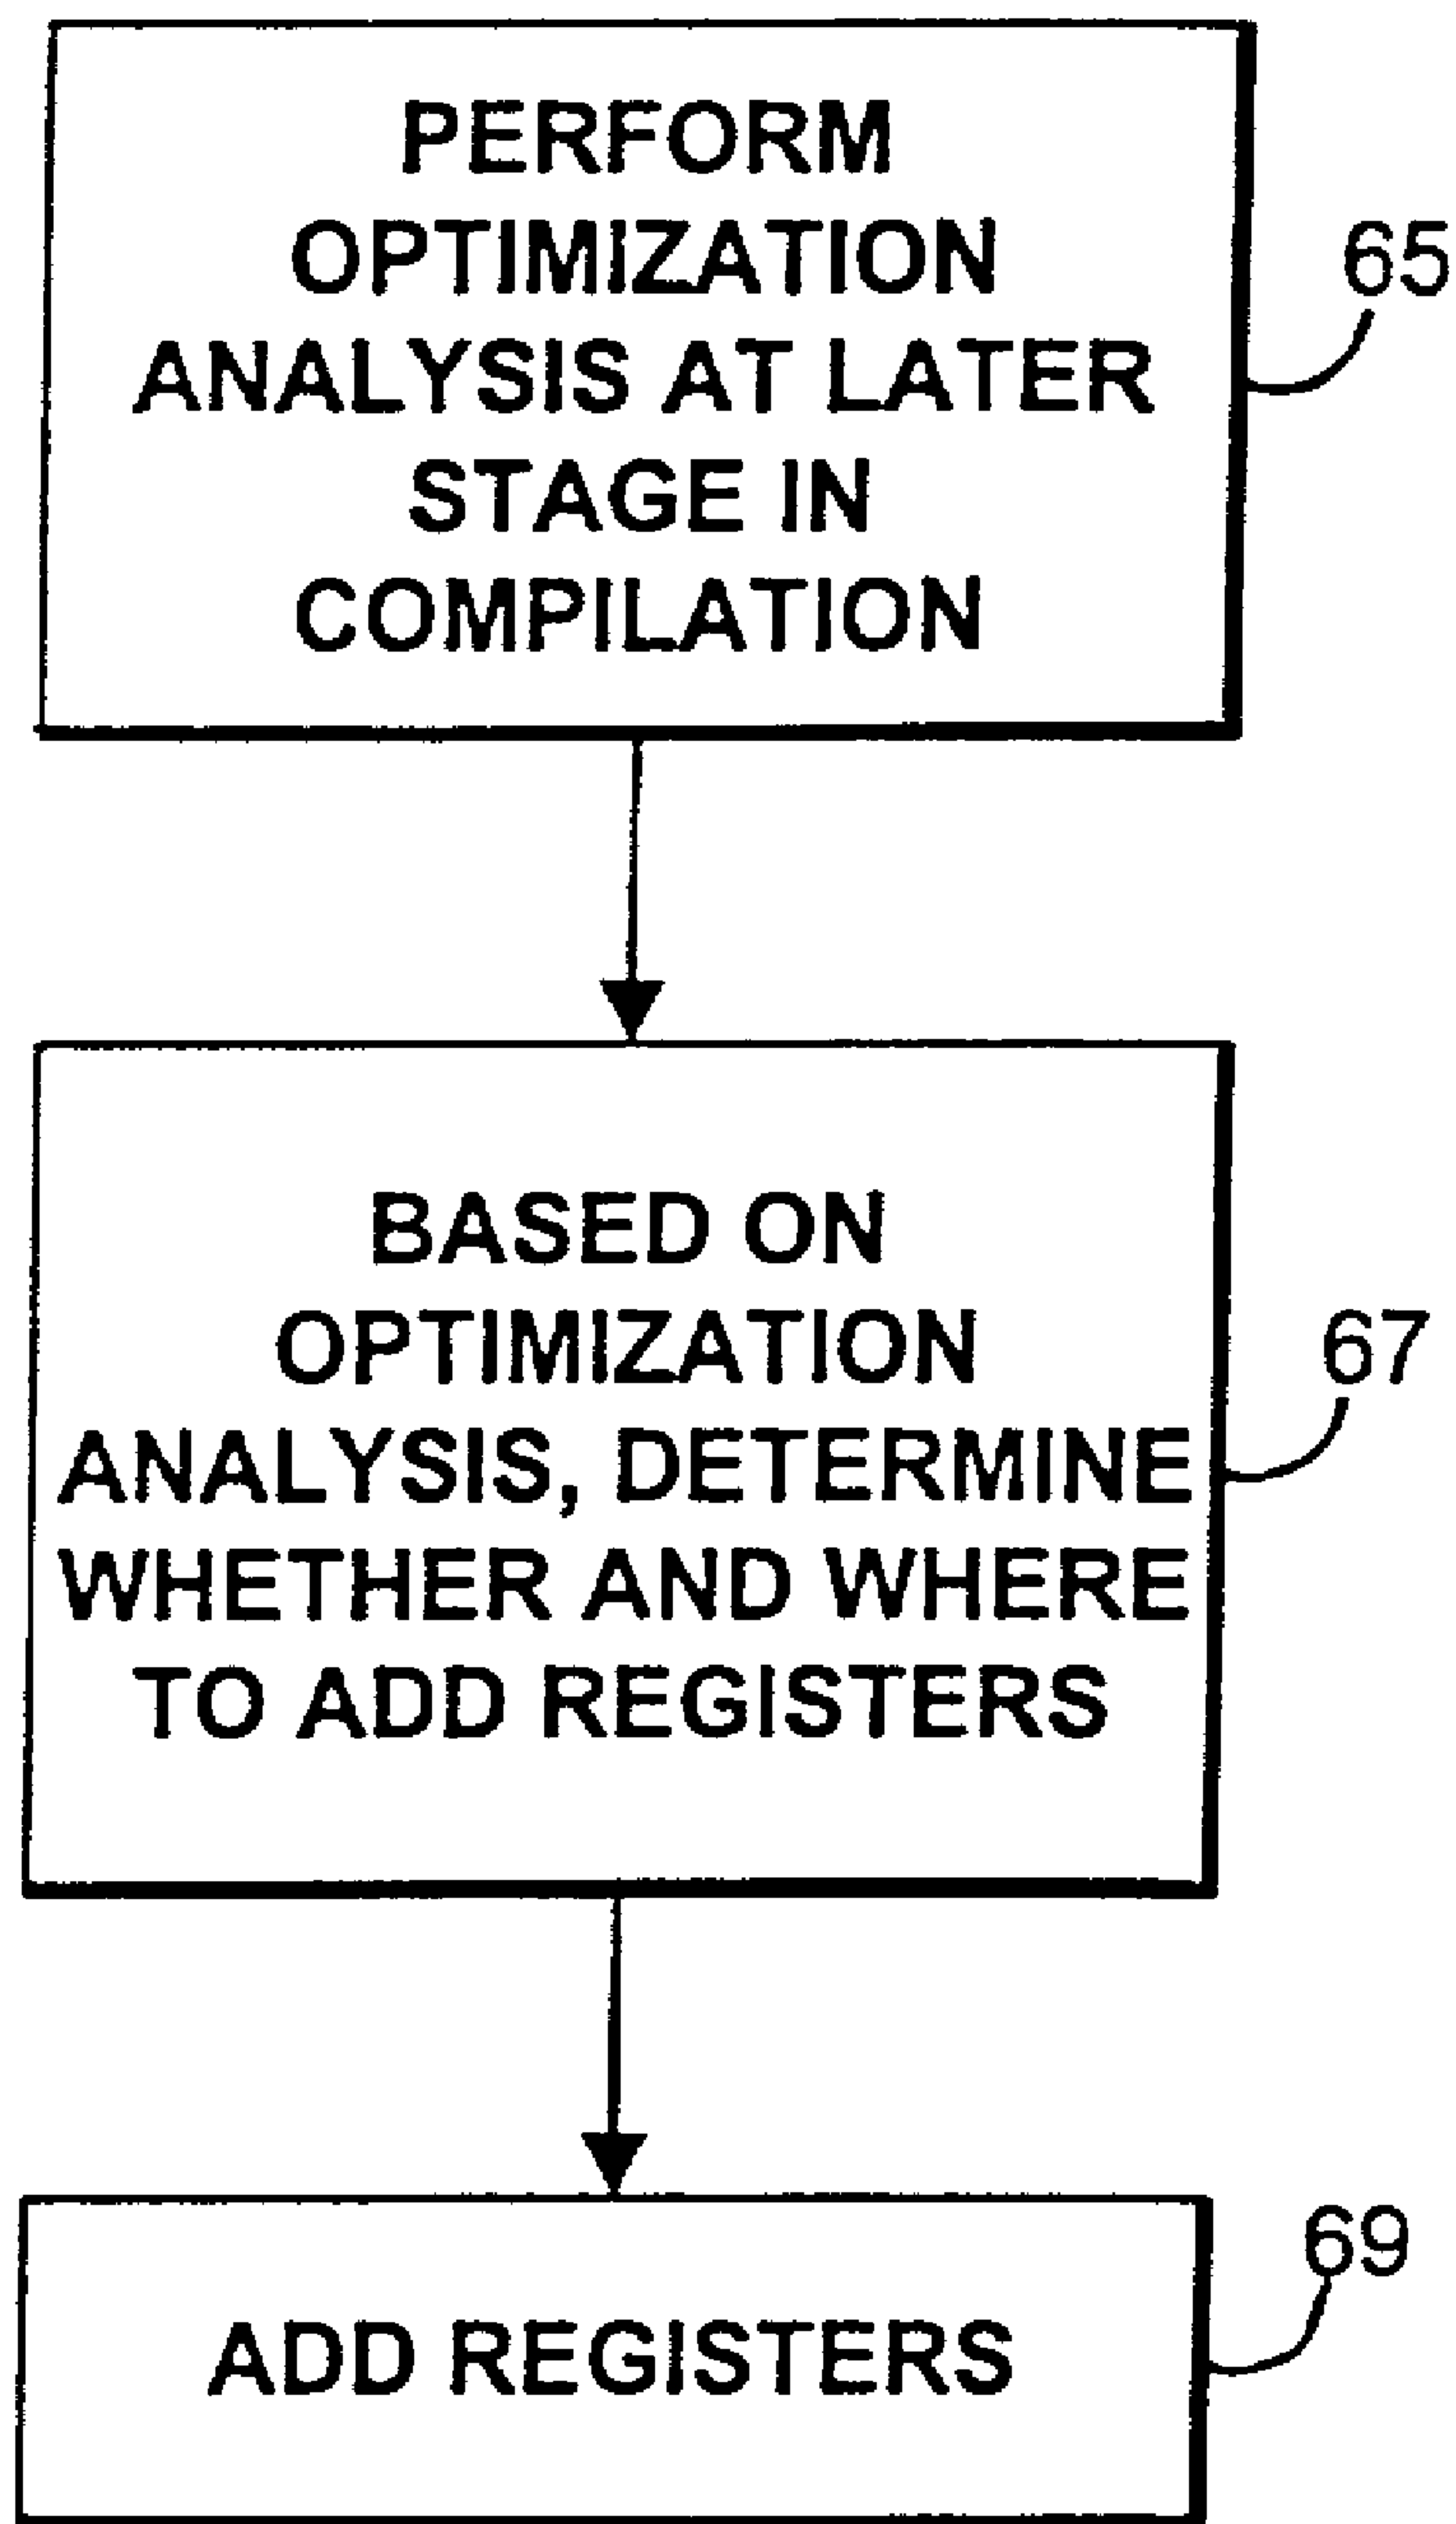 PERFORM
OPTIMIZATION
ANALYSIS AT LATER
STAGE IN
COMPILATION
65
BASED ON
OPTIMIZATION
ANALYSIS, DETERMINE
WHETHER AND WHERE
TO ADD REGISTERS
67
ADD REGISTERS
69